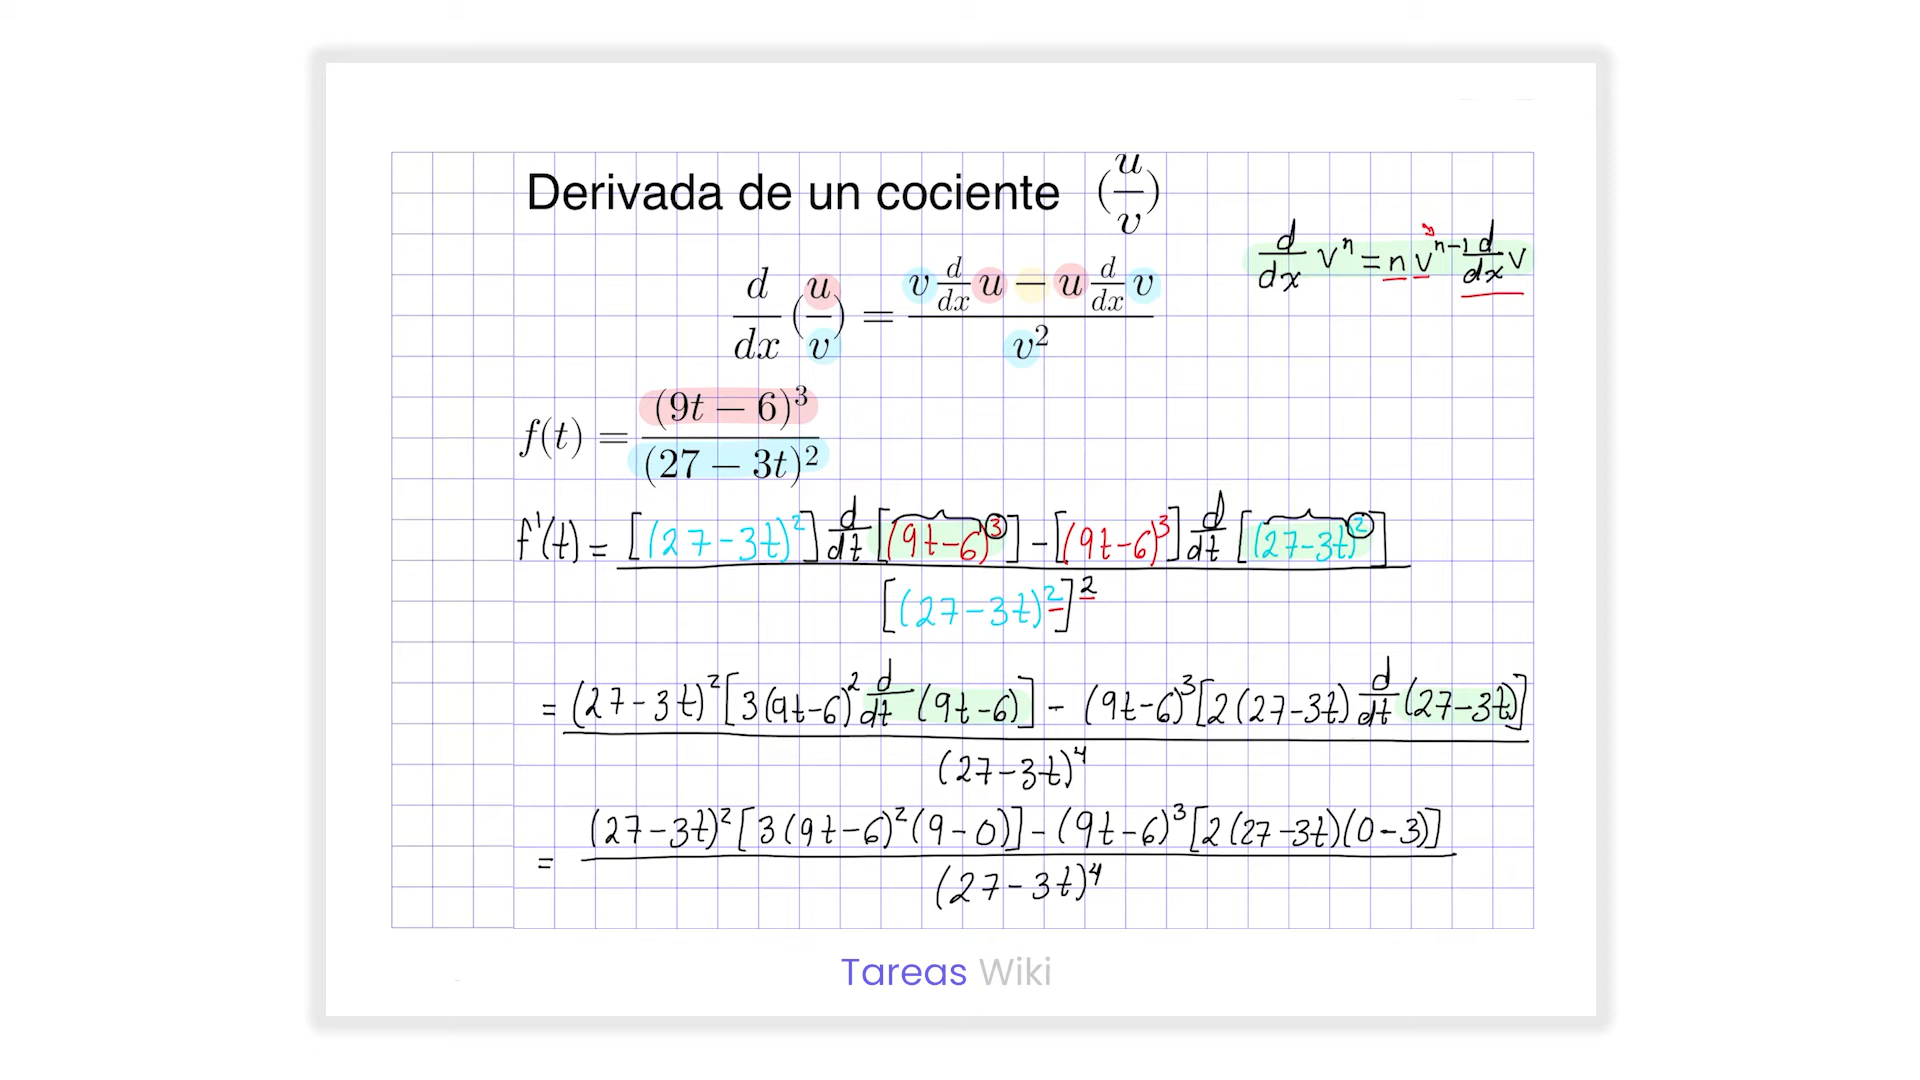 Derivada de un cociente (u/v)
d/dx vⁿ = n vⁿ⁻¹ d/dx v
d/dx (u/v) = (v d/dx u − u d/dx v) / v²
f(t) = (9t − 6)³ / (27 − 3t)²
f'(t) = [(27−3t)²] d/dt [(9t−6)³] − [(9t−6)³] d/dt [(27−3t)²] / [(27−3t)²]²
= (27−3t)² [3(9t−6)² d/dt (9t−6)] − (9t−6)³ [2(27−3t) d/dt (27−3t)] / (27−3t)⁴
= (27−3t)² [3(9t−6)² (9−0)] − (9t−6)³ [2(27−3t)(0−3)] / (27−3t)⁴
Tareas Wiki